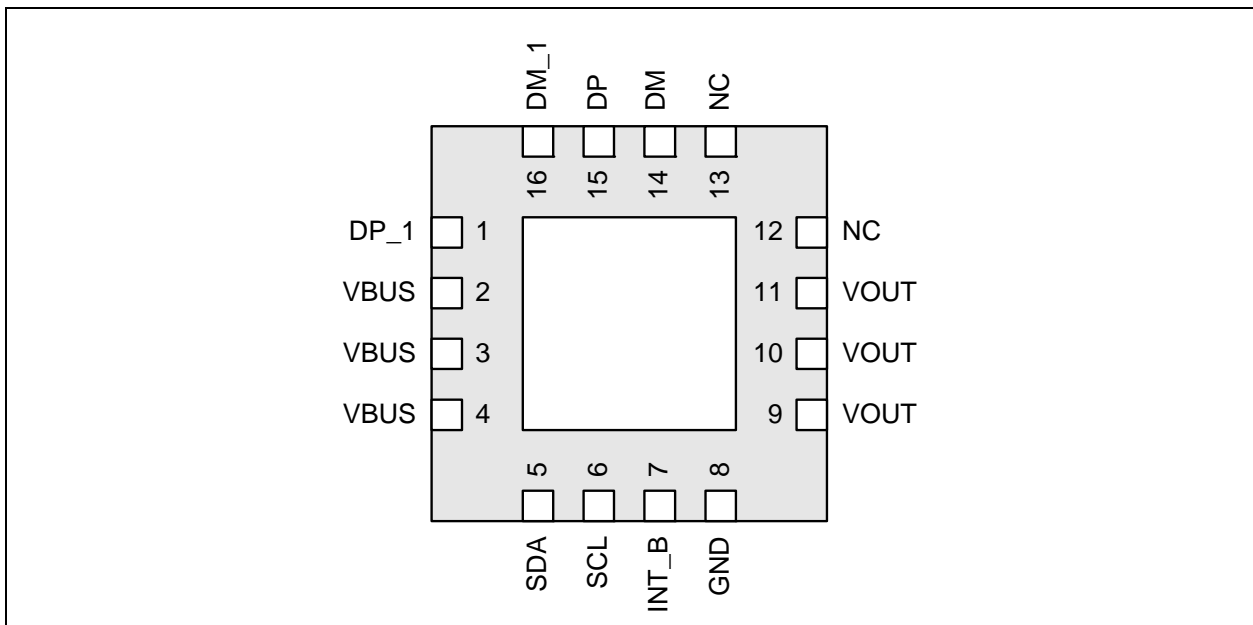 DM_1
DP
DM
NC
16
15
14
13
DP_1 1
VBUS 2
VBUS 3
VBUS 4
12 NC
11 VOUT
10 VOUT
9 VOUT
5
6
7
8
SDA
SCL
INT_B
GND